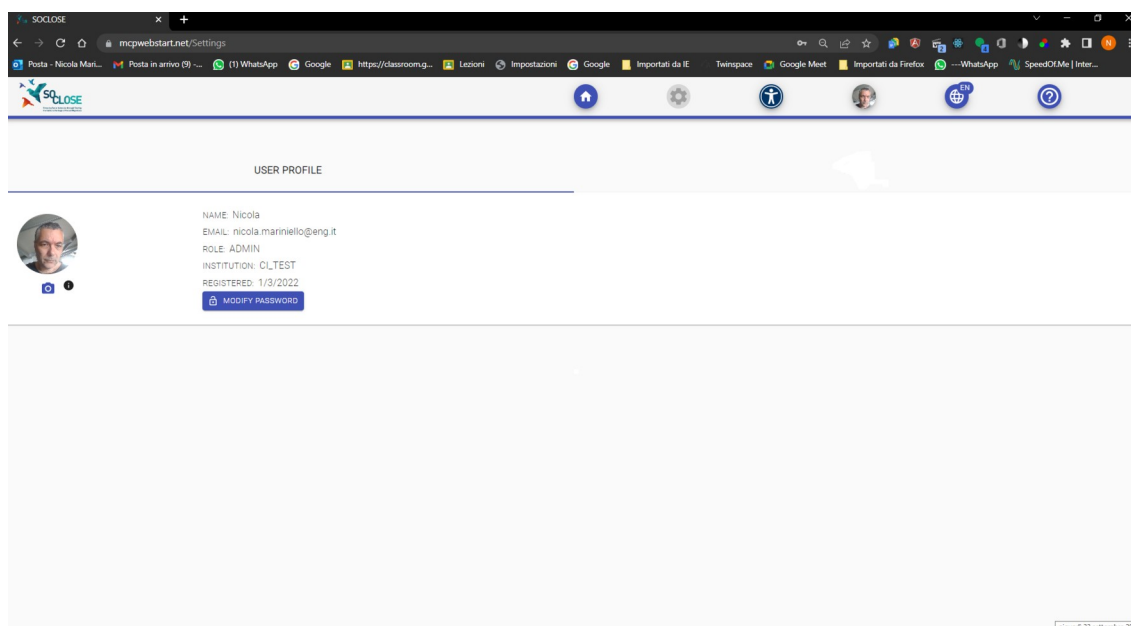 SOCLOSE
mcpwebstart.net/Settings
Posta - Nicola Mari... Posta in arrivo (9) -... (1) WhatsApp Google https://classroom.g... Lezioni Impostazioni Google Importati da IE Twinspace Google Meet Importati da Firefox ---WhatsApp SpeedOf.Me | Inter...
SO CLOSE
EN
USER PROFILE
NAME: Nicola
EMAIL: nicola.mariniello@eng.it
ROLE: ADMIN
INSTITUTION: CI_TEST
REGISTERED: 1/3/2022
MODIFY PASSWORD